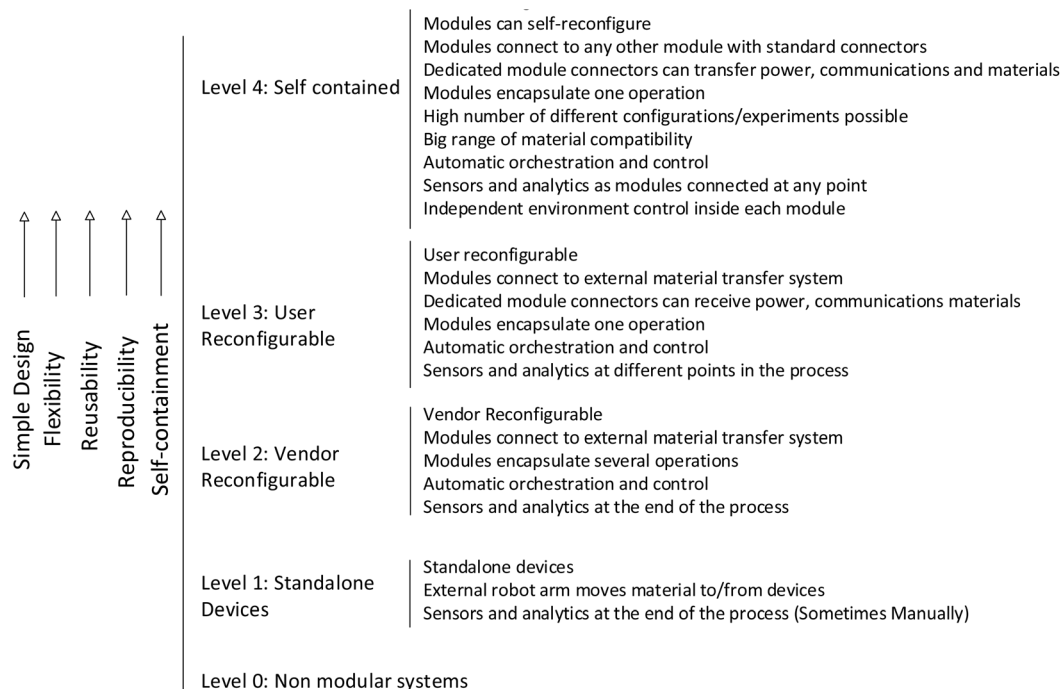 Modules can self-reconfigure
Modules connect to any other module with standard connectors
Dedicated module connectors can transfer power, communications and materials
Level 4: Self contained
Modules encapsulate one operation
High number of different configurations/experiments possible
Big range of material compatibility
Automatic orchestration and control
Sensors and analytics as modules connected at any point
Independent environment control inside each module
User reconfigurable
Modules connect to external material transfer system
Dedicated module connectors can receive power, communications materials
Level 3: User
Reconfigurable
Modules encapsulate one operation
Automatic orchestration and control
Sensors and analytics at different points in the process
Simple Design
Flexibility
Reusability
Reproducibility
Self-containment
Vendor Reconfigurable
Modules connect to external material transfer system
Level 2: Vendor
Reconfigurable
Modules encapsulate several operations
Automatic orchestration and control
Sensors and analytics at the end of the process
Standalone devices
Level 1: Standalone
Devices
External robot arm moves material to/from devices
Sensors and analytics at the end of the process (Sometimes Manually)
Level 0: Non modular systems